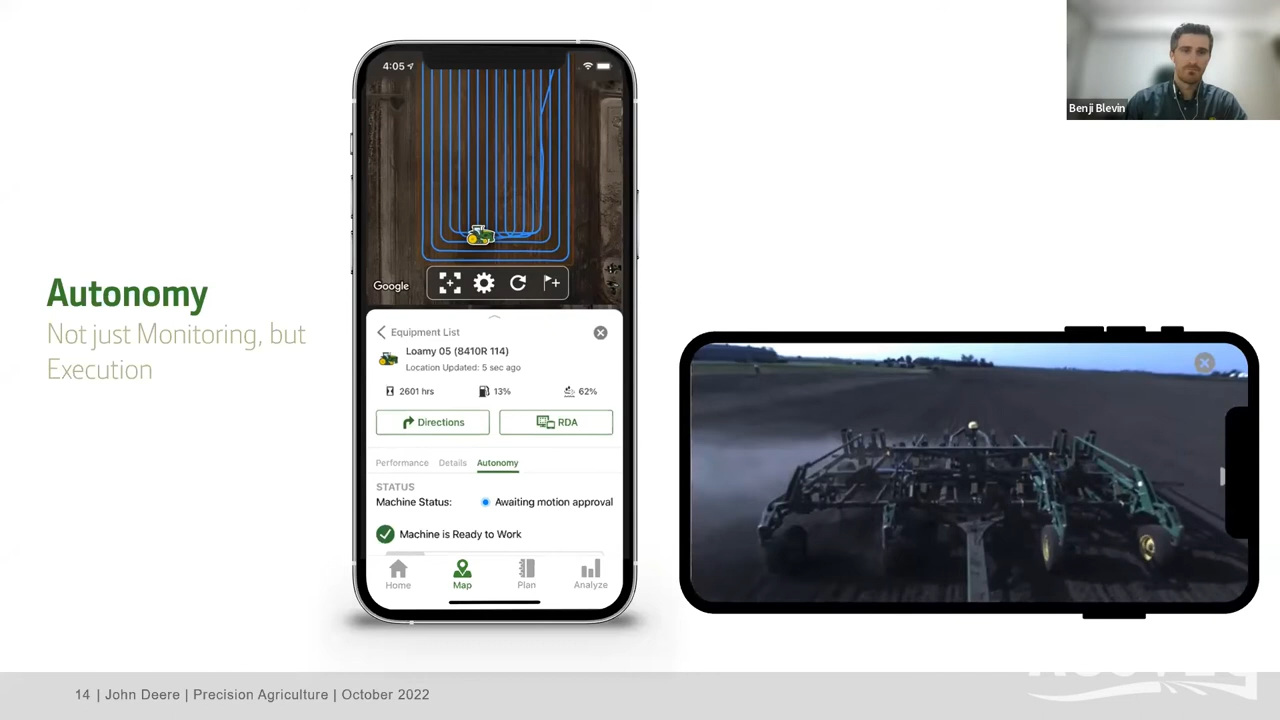 Benji Blevin
Autonomy
Not just Monitoring, but
Execution
4:05
Google
Equipment List
Loamy 05 (8410R 114)
Location Updated: 5 sec ago
2601 hrs
13%
62%
Directions
RDA
Performance
Details
Autonomy
STATUS
Machine Status:
Awaiting motion approval
Machine is Ready to Work
Home
Map
Plan
Analyze
14 | John Deere | Precision Agriculture | October 2022